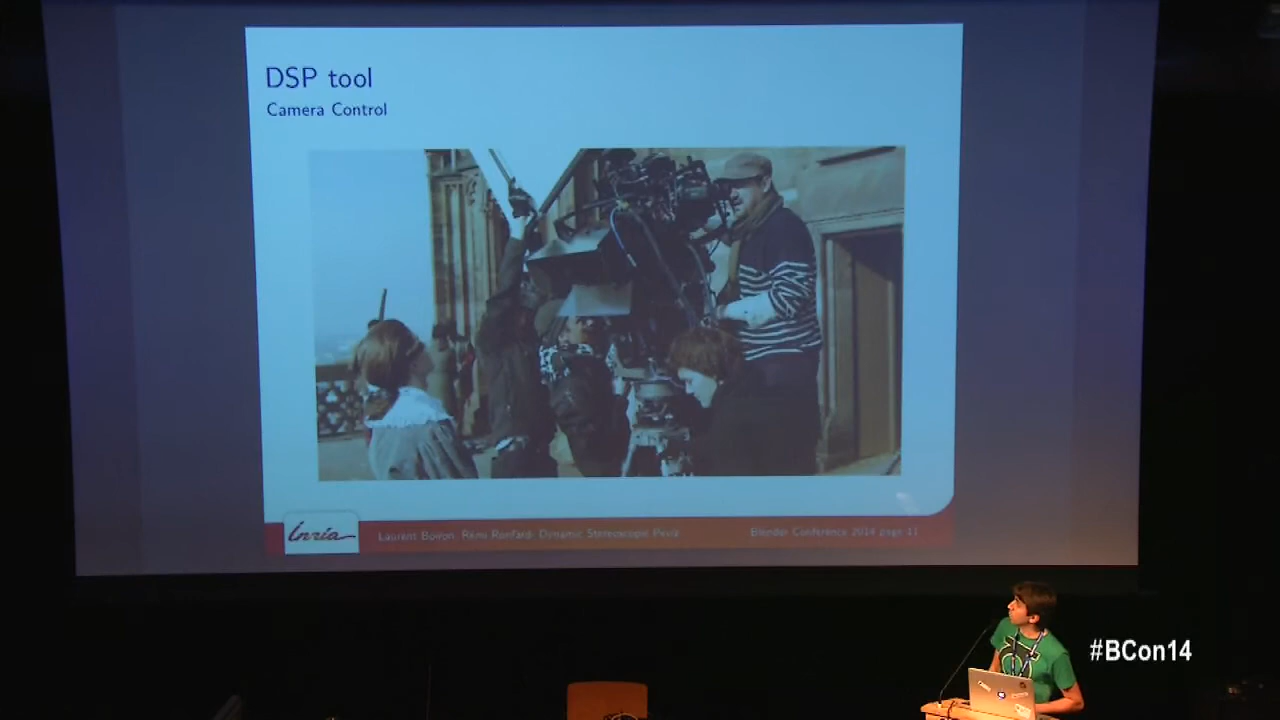 DSP tool
Camera Control
Inria
Laurent Boiron, Rémi Ronfard- Dynamic Stereoscopic Previz
Blender Conference 2014 page 11
#BCon14